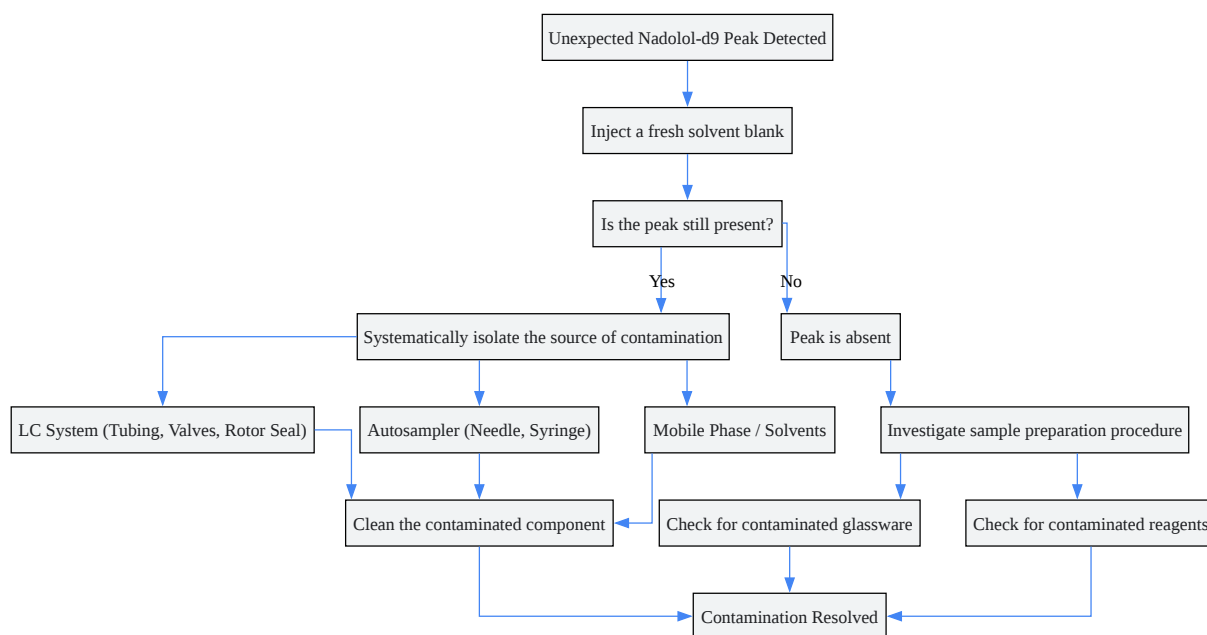 Unexpected Nadolol-d9 Peak Detected
Inject a fresh solvent blank
Is the peak still present?
Yes
No
Systematically isolate the source of contamination
Peak is absent
LC System (Tubing, Valves, Rotor Seal)
Autosampler (Needle, Syringe)
Mobile Phase / Solvents
Investigate sample preparation procedure
Clean the contaminated component
Check for contaminated glassware
Check for contaminated reagents
Contamination Resolved